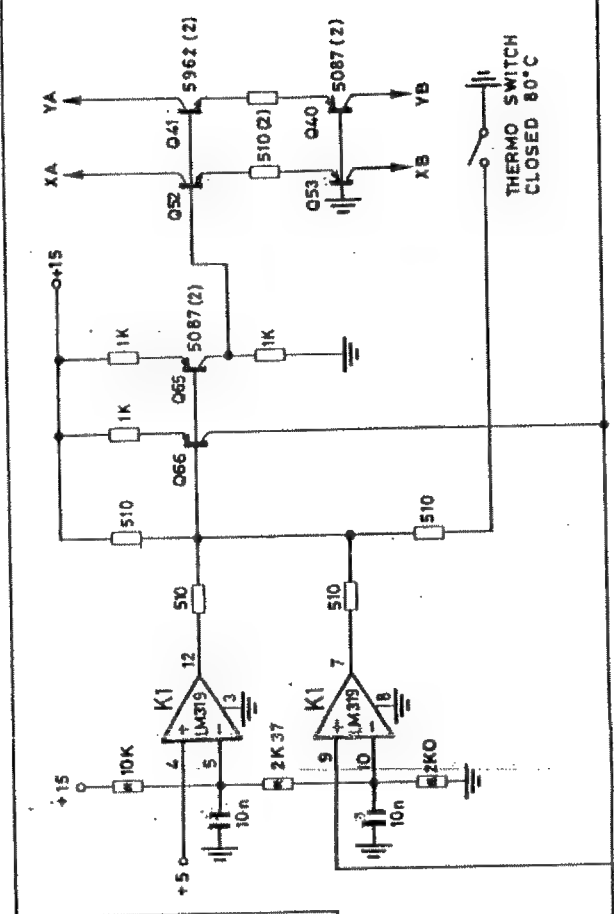 YA
XA
5962 (2)
Q41
Q52
510 (2)
5087 (2)
Q40
Q53
YB
XB
THERMO SWITCH
CLOSED 80°C
+15
1K
1K
5087 (2)
Q65
Q66
1K
510
510
510
510
12
7
K1
LM319
+
-
3
4
5
K1
LM319
+
-
8
9
10
+15
10K
10n
2K37
10n
2K0
+5